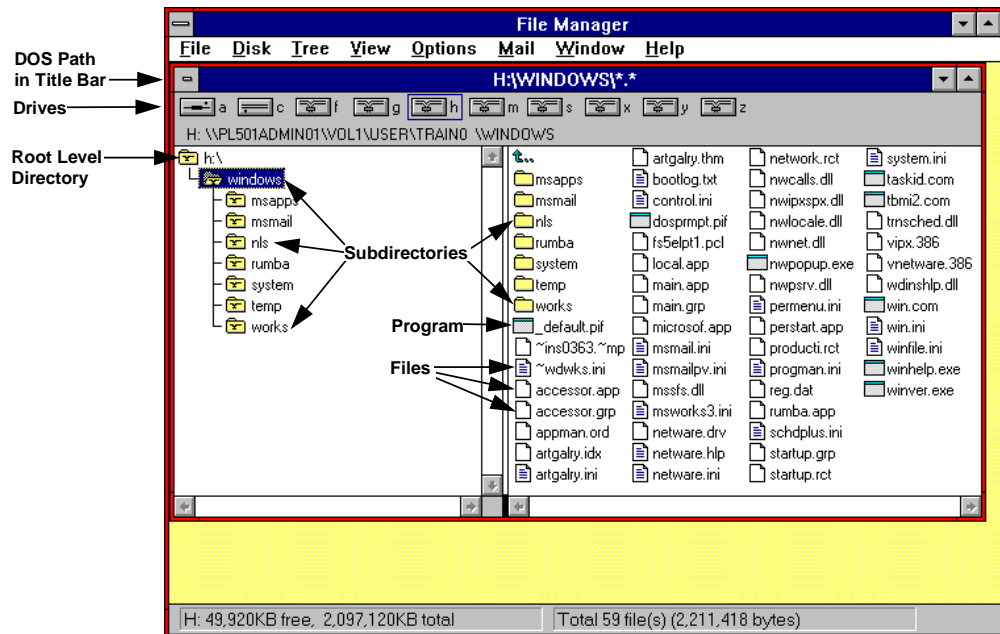 File Manager
File Disk Tree View Options Mail Window Help
DOS Path
in Title Bar
H:\WINDOWS\*.*
Drives
a c f g h m s x y z
H: \\PL501ADMIN01\VOL1\USER\TRAIN0 \WINDOWS
Root Level
Directory
h:\
windows
msapps
msmail
nls
rumba
system
temp
works
Subdirectories
Program
Files
..
msapps
msmail
nls
rumba
system
temp
works
_default.pif
~ins0363.~mp
~wdwks.ini
accessor.app
accessor.grp
appman.ord
artgalry.idx
artgalry.ini
artgalry.thm
bootlog.txt
control.ini
dosprmpt.pif
fs5elpt1.pcl
local.app
main.app
main.grp
microsof.app
msmail.ini
msmailpv.ini
mssfs.dll
msworks3.ini
netware.drv
netware.hlp
netware.ini
network.rct
nwcalls.dll
nwipxspx.dll
nwlocale.dll
nwnet.dll
nwpopup.exe
nwpsrv.dll
permenu.ini
perstart.app
producti.rct
progman.ini
reg.dat
rumba.app
schdplus.ini
startup.grp
startup.rct
system.ini
taskid.com
tbmi2.com
trnsched.dll
vipx.386
vnetware.386
wdinshlp.dll
win.com
win.ini
winfile.ini
winhelp.exe
winver.exe
H: 49,920KB free, 2,097,120KB total
Total 59 file(s) (2,211,418 bytes)